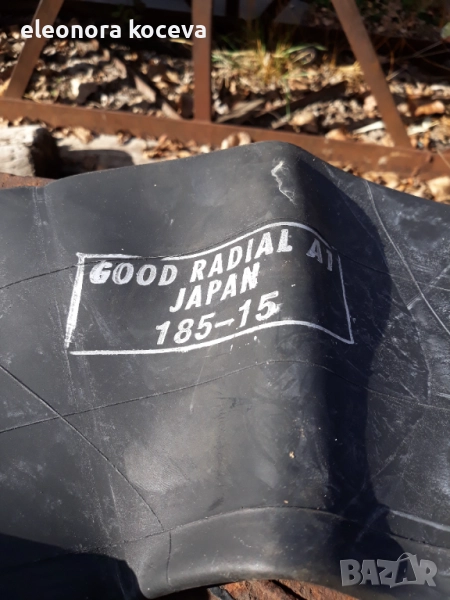 eleonora koceva
GOOD RADIAL A1
JAPAN
185-15
BAZAR